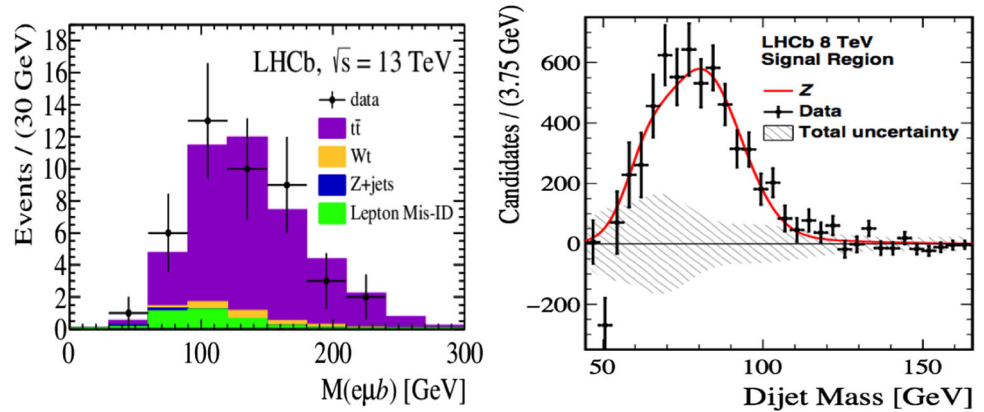 Events / (30 GeV)
18
16
14
12
10
8
6
4
2
0
LHCb, √s = 13 TeV
data
tt̄
Wt
Z+jets
Lepton Mis-ID
0 100 200 300
M(eμb) [GeV]
Candidates / (3.75 GeV)
600
400
200
0
−200
LHCb 8 TeV
Signal Region
Z
Data
Total uncertainty
50 100 150
Dijet Mass [GeV]